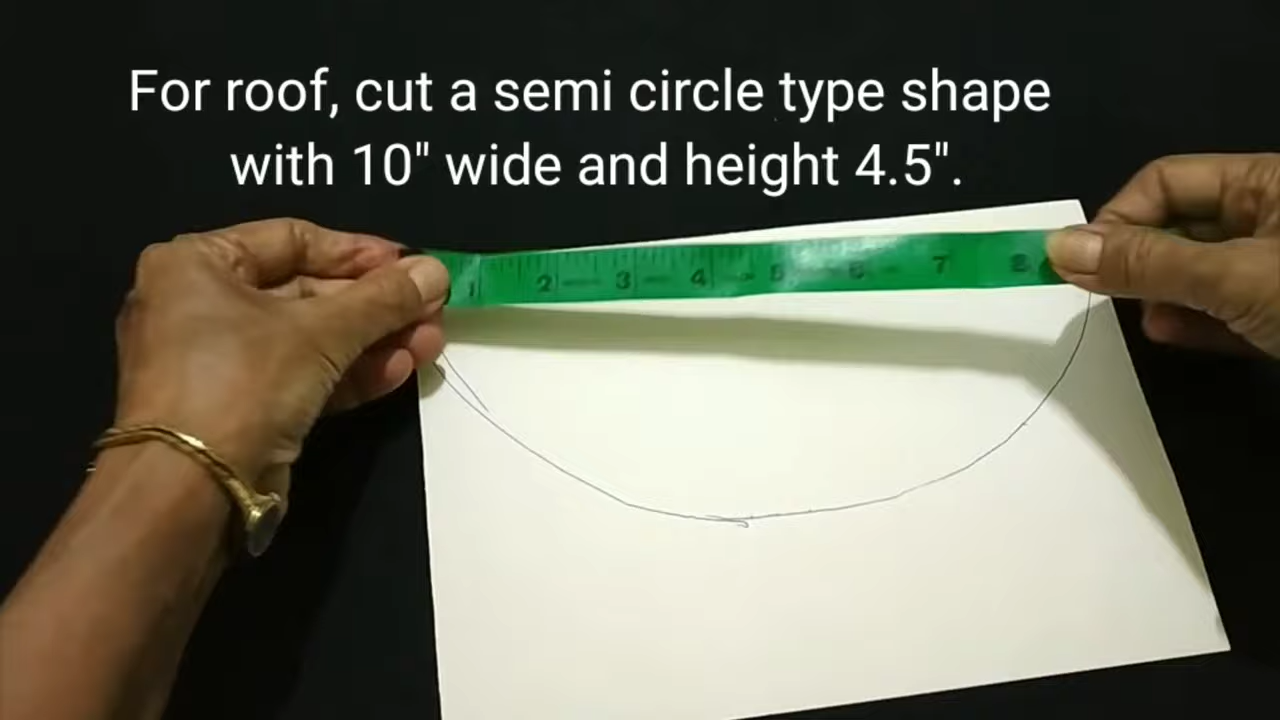 For roof, cut a semi circle type shape
with 10" wide and height 4.5".
1 2 3 4 5 6 7 8